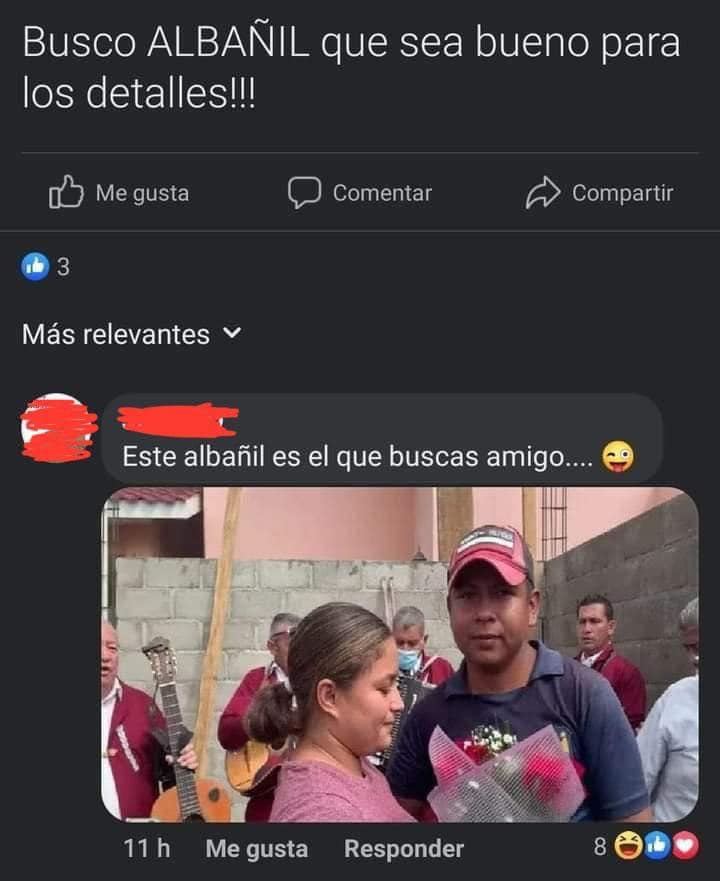 Busco ALBAÑIL que sea bueno para
los detalles!!!
Me gusta
Comentar
Compartir
3
Más relevantes
Este albañil es el que buscas amigo.... 😜
11 h
Me gusta
Responder
8